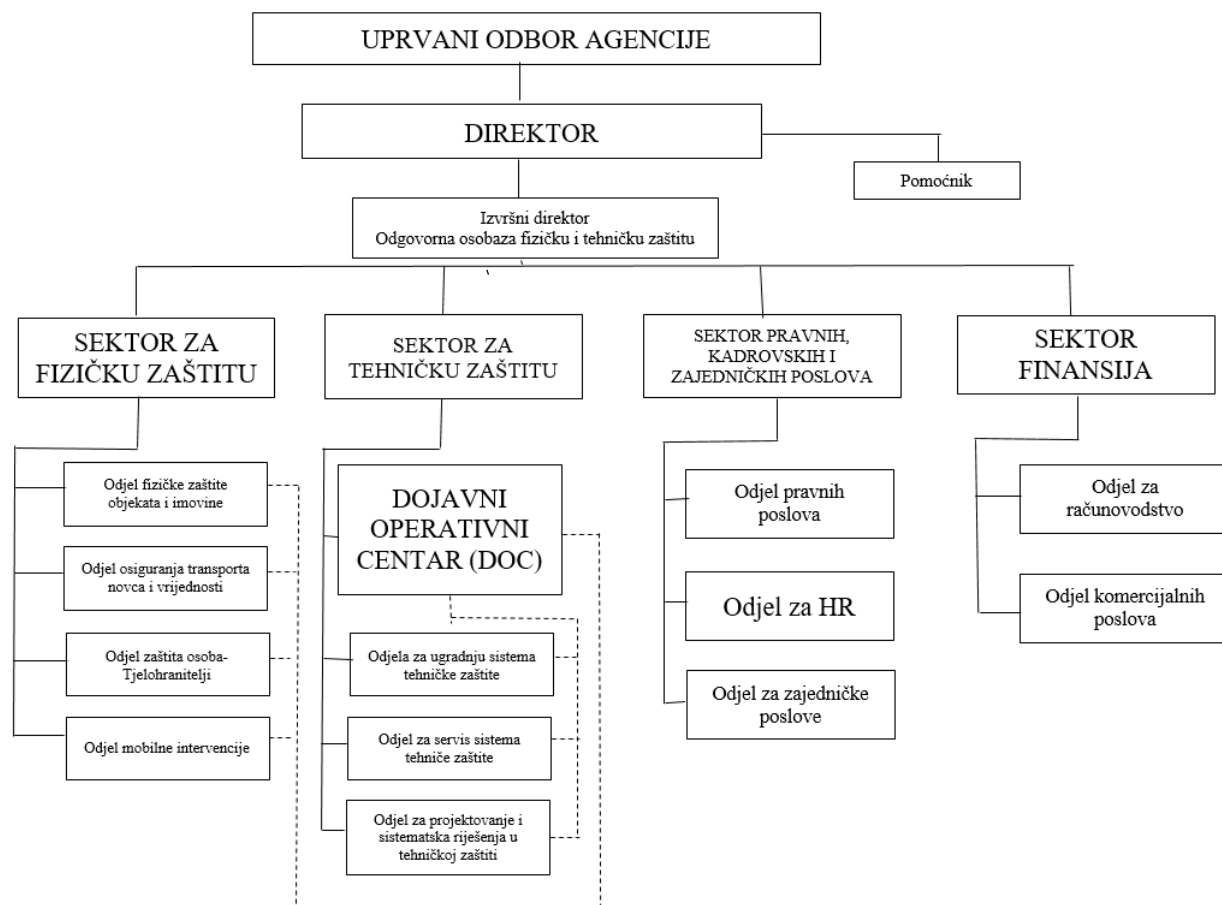 UPRVANI ODBOR AGENCIJE
DIREKTOR
Pomoćnik
Izvršni direktor
Odgovorna osobaza fizičku i tehničku zaštitu
SEKTOR ZA
FIZIČKU ZAŠTITU
SEKTOR ZA
TEHNIČKU ZAŠTITU
SEKTOR PRAVNIH,
KADROVSKIH I
ZAJEDNIČKIH POSLOVA
SEKTOR
FINANSIJA
Odjel fizičke zaštite
objekata i imovine
Odjel osiguranja transporta
novca i vrijednosti
Odjel zaštita osoba-
Tjelohranitelji
Odjel mobilne intervencije
DOJAVNI
OPERATIVNI
CENTAR (DOC)
Odjela za ugradnju sistema
tehničke zaštite
Odjel za servis sistema
tehniče zaštite
Odjel za projektovanje i
sistematska riješenja u
tehničkoj zaštiti
Odjel pravnih
poslova
Odjel za HR
Odjel za zajedničke
poslove
Odjel za
računovodstvo
Odjel komercijalnih
poslova